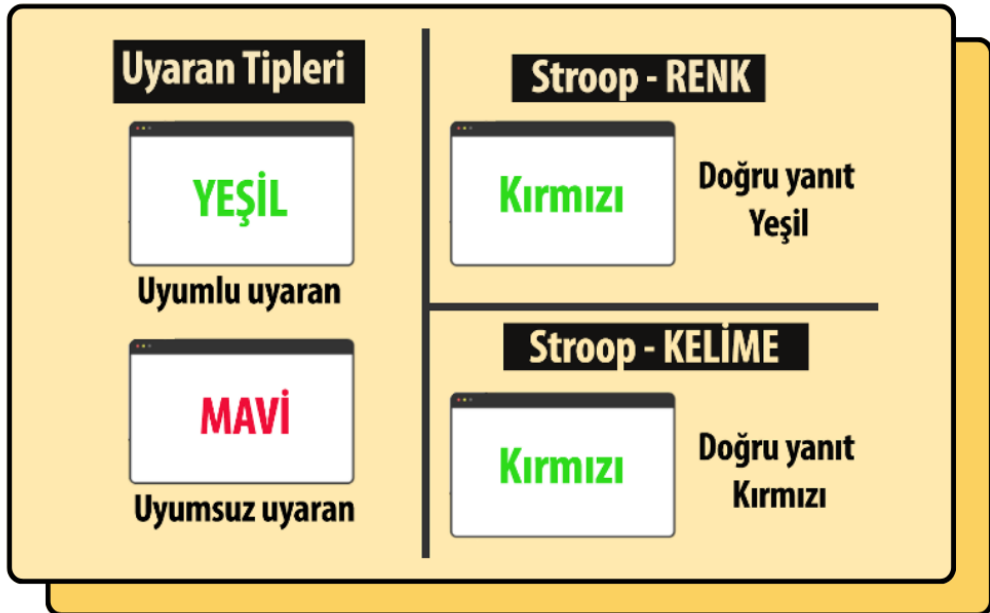 Uyaran Tipleri
YEŞİL
Uyumlu uyaran
MAVİ
Uyumsuz uyaran
Stroop - RENK
Kırmızı
Doğru yanıt
Yeşil
Stroop - KELİME
Kırmızı
Doğru yanıt
Kırmızı